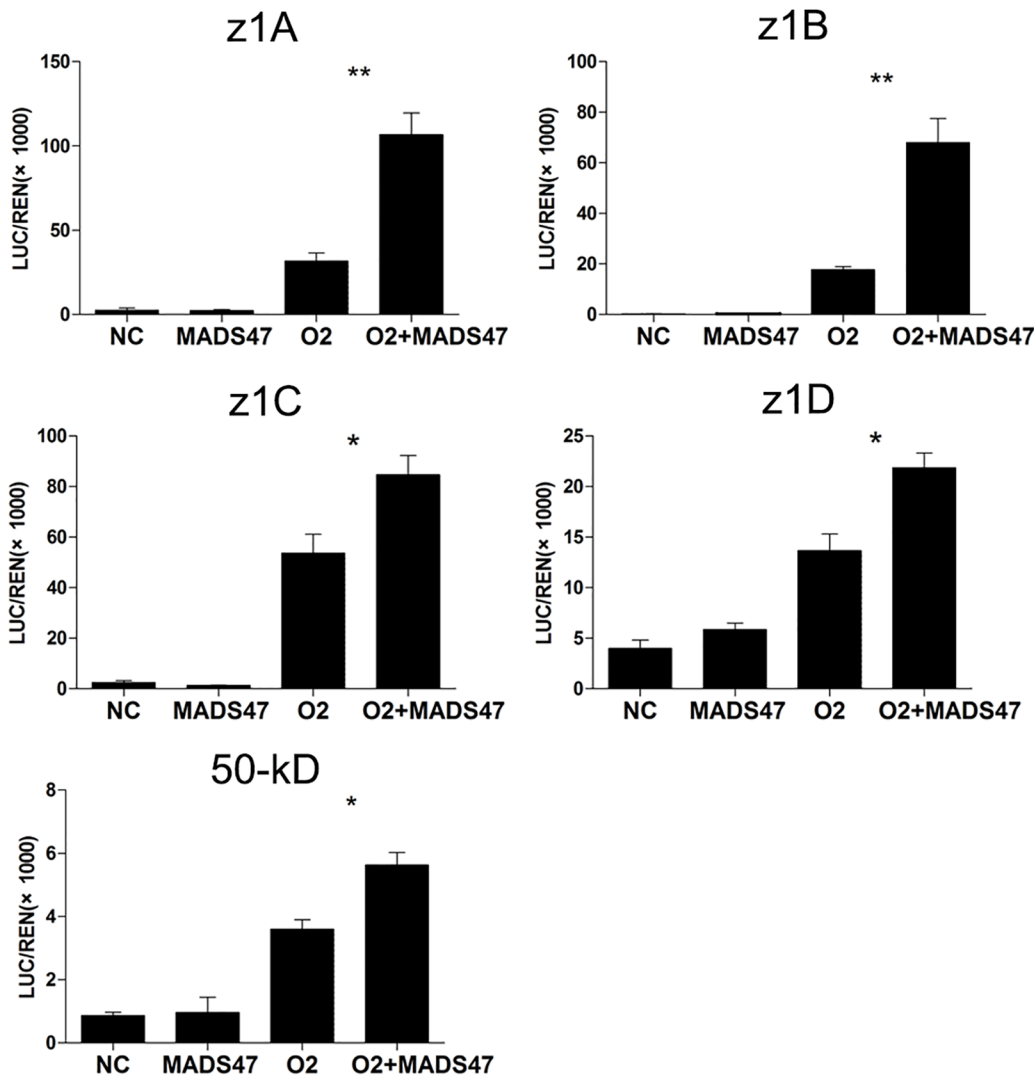 z1A
**
LUC/REN(× 1000)
150
100
50
0
NC MADS47 O2 O2+MADS47
z1B
**
LUC/REN(× 1000)
100
80
60
40
20
0
NC MADS47 O2 O2+MADS47
z1C
*
LUC/REN(× 1000)
100
80
60
40
20
0
NC MADS47 O2 O2+MADS47
z1D
*
LUC/REN(× 1000)
25
20
15
10
5
0
NC MADS47 O2 O2+MADS47
50-kD
*
LUC/REN(× 1000)
8
6
4
2
0
NC MADS47 O2 O2+MADS47